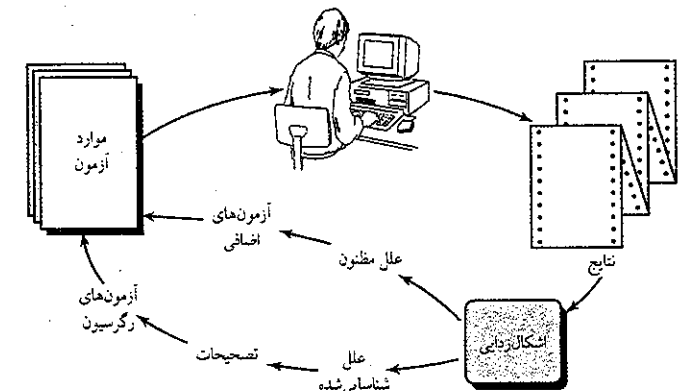 موارد
آزمون
نتایج
اشکال‌زدایی
علل مظنون
آزمون‌های
اضافی
علل
شناسایی‌شده
تصحیحات
آزمون‌های
رگرسیون